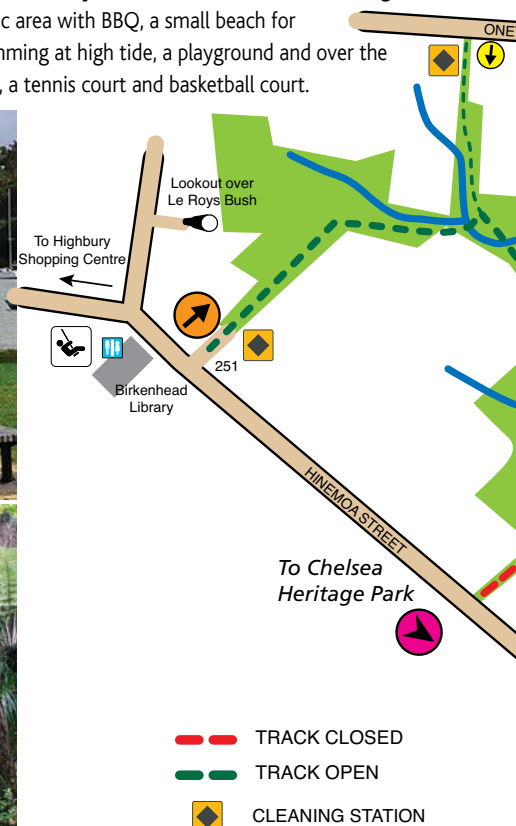 area with BBQ, a small beach for
at high tide, a playground and over the
, a tennis court and basketball court.
ONE
Lookout over
Le Roys Bush
To Highbury
Shopping Centre
251
Birkenhead
Library
HINEMOA STREET
To Chelsea
Heritage Park
TRACK CLOSED
TRACK OPEN
CLEANING STATION